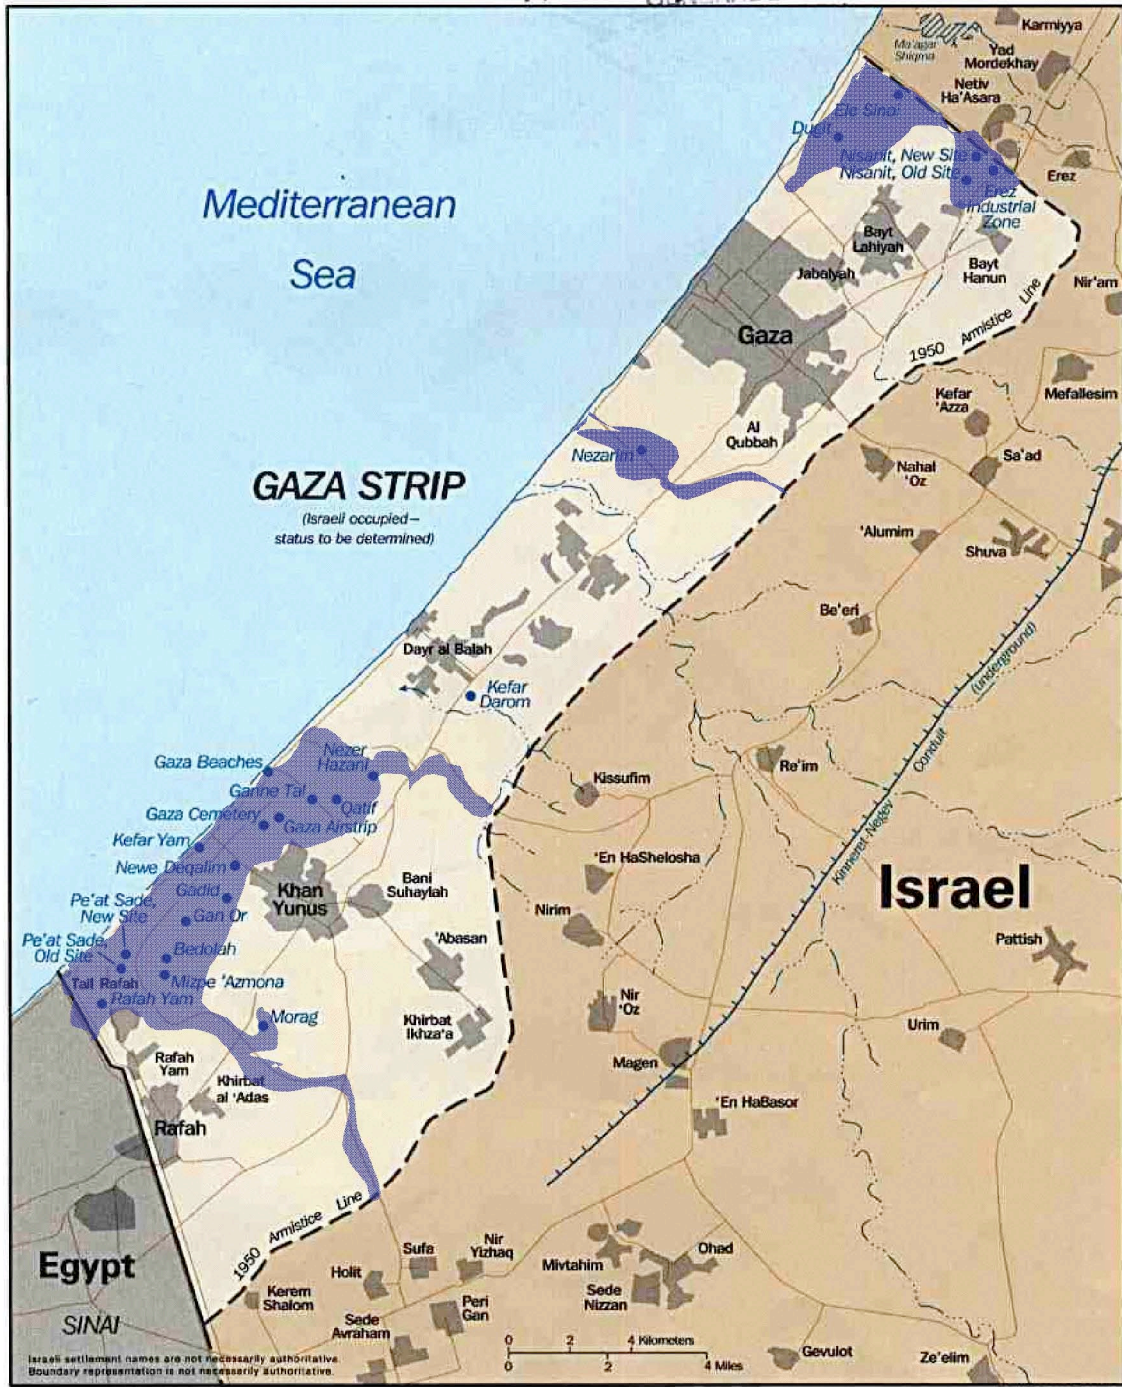 Karmiyya
Ma'agar
Shiqma
Yad
Mordekhay
Netiv
Ha'Asara
Ele Sinai
Dugit
Nisanit, New Site
Nisanit, Old Site
Erez
Erez
Industrial
Zone
Mediterranean
Sea
Bayt
Lahiyah
Jabalyah
Bayt
Hanun
Nir'am
Gaza
1950 Armistice Line
Mefallesim
Kefar
'Azza
Al
Qubbah
Nezarim
Sa'ad
Nahal
'Oz
GAZA STRIP
(Israeli occupied—
status to be determined)
'Alumim
Shuva
Be'eri
(underground)
Dayr al Balah
Kefar
Darom
Conduit
Kinneret-Negev
Gaza Beaches
Nezer
Hazani
Re'im
Kissufim
Ganne Tal
Qatif
Gaza Cemetery
Gaza Airstrip
Kefar Yam
Newe Deqalim
'En HaShelosha
Gadid
Khan
Yunus
Bani
Suhaylah
Israel
Pe'at Sade,
New Site
Gan Or
Nirim
Pe'at Sade,
Old Site
Bedolah
'Abasan
Pattish
Tall Rafah
Mizpe 'Azmona
Rafah Yam
Nir
'Oz
Morag
Khirbat
Ikhza'a
Urim
Rafah
Yam
Magen
Khirbat
al 'Adas
'En HaBasor
Rafah
1950 Armistice Line
Egypt
SINAI
Sufa
Nir
Yizhaq
Ohad
Mivtahim
Holit
Kerem
Shalom
Sede
Nizzan
Peri
Gan
Sede
Avraham
0 2 4 Kilometers
0 2 4 Miles
Gevulot
Ze'elim
Israeli settlement names are not necessarily authoritative.
Boundary representation is not necessarily authoritative.